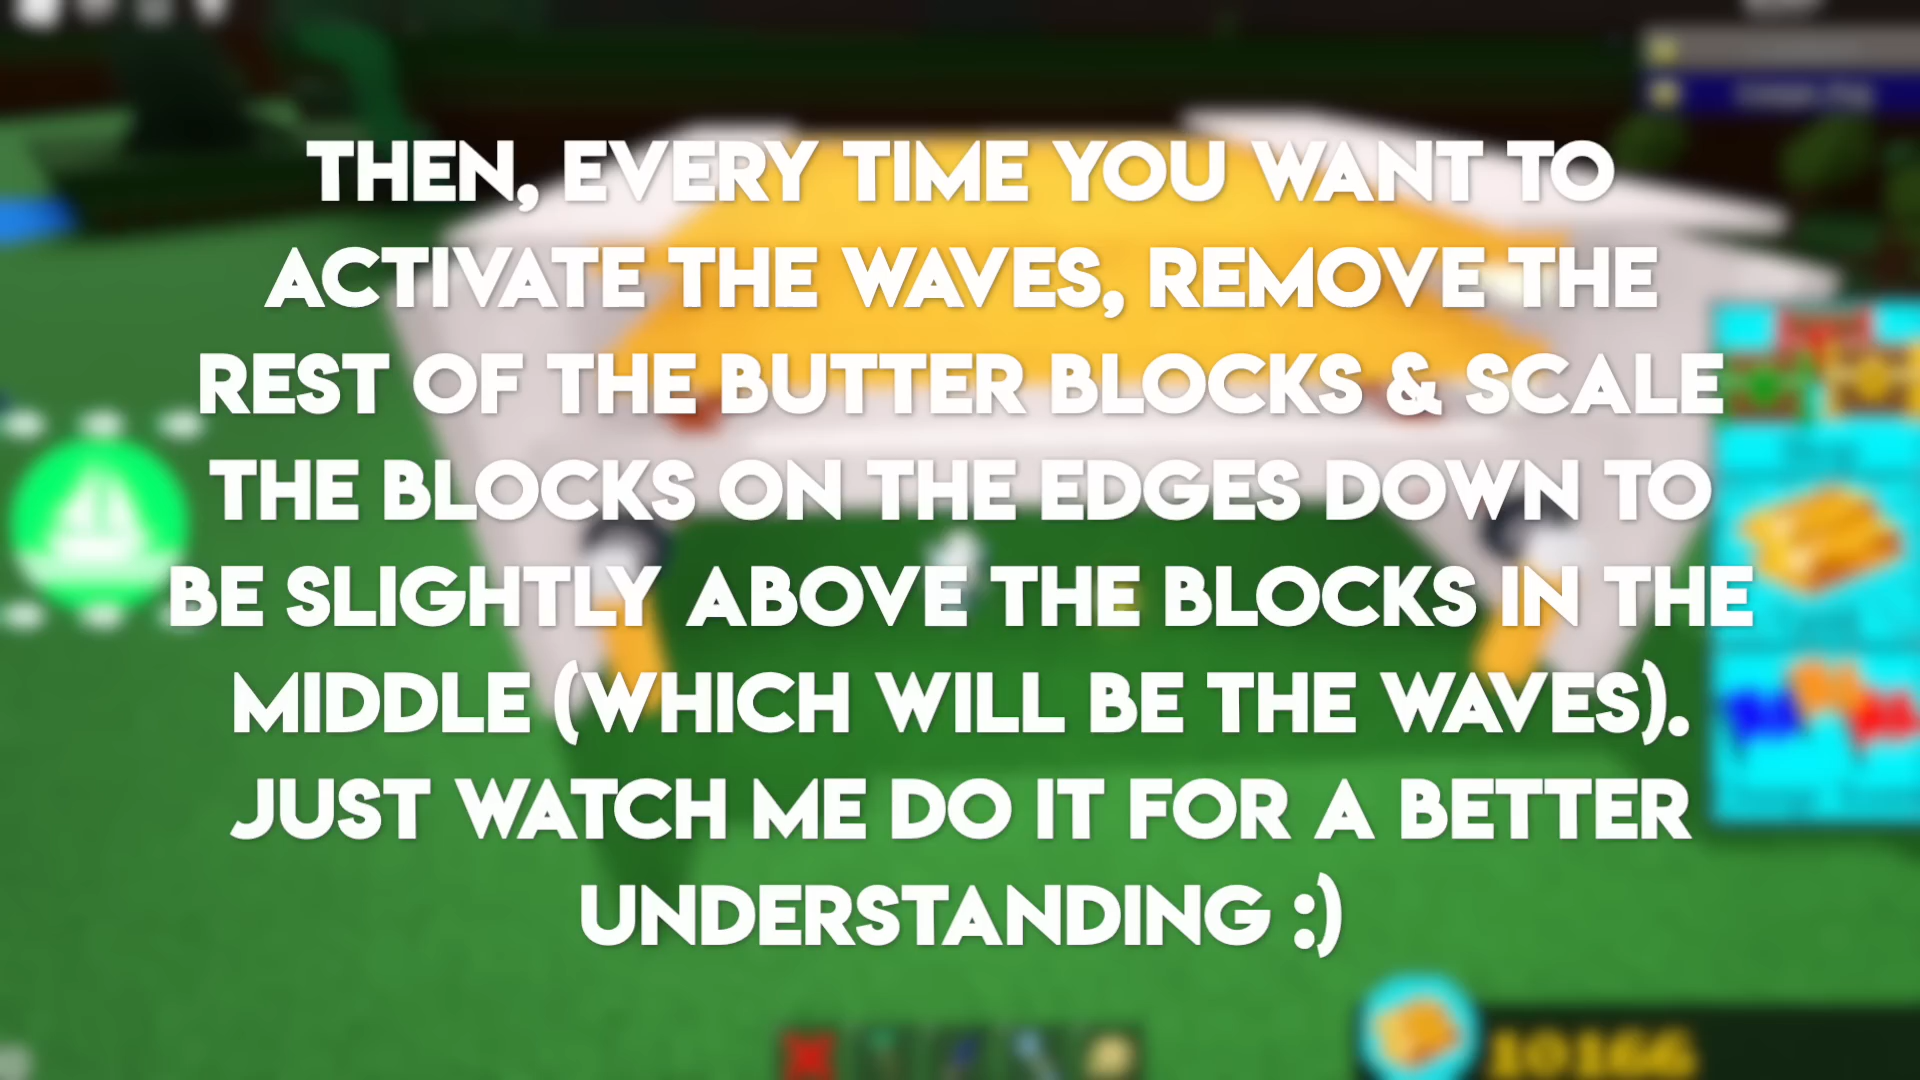 THEN, EVERY TIME YOU WANT TO
ACTIVATE THE WAVES, REMOVE THE
REST OF THE BUTTER BLOCKS & SCALE
THE BLOCKS ON THE EDGES DOWN TO
BE SLIGHTLY ABOVE THE BLOCKS IN THE
MIDDLE (WHICH WILL BE THE WAVES).
JUST WATCH ME DO IT FOR A BETTER
UNDERSTANDING :)
10166